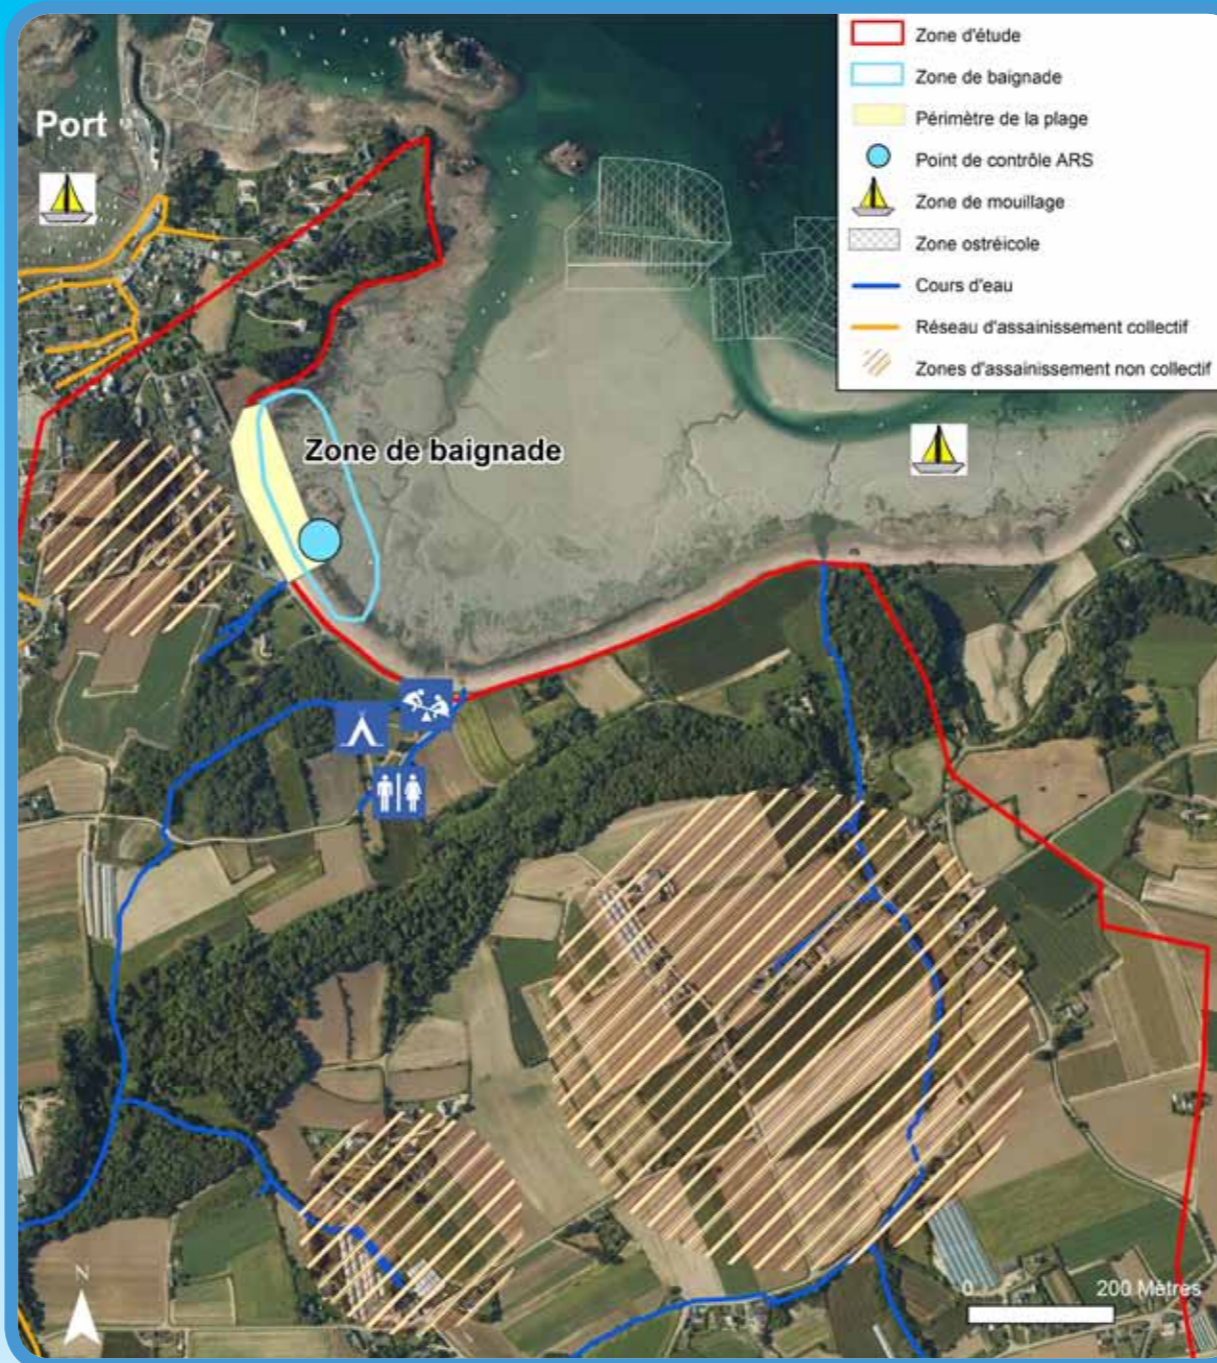 Port
Zone d'étude
Zone de baignade
Périmètre de la plage
Point de contrôle ARS
Zone de mouillage
Zone ostréicole
Cours d'eau
Réseau d'assainissement collectif
Zones d'assainissement non collectif
Zone de baignade
N
0 200 Mètres